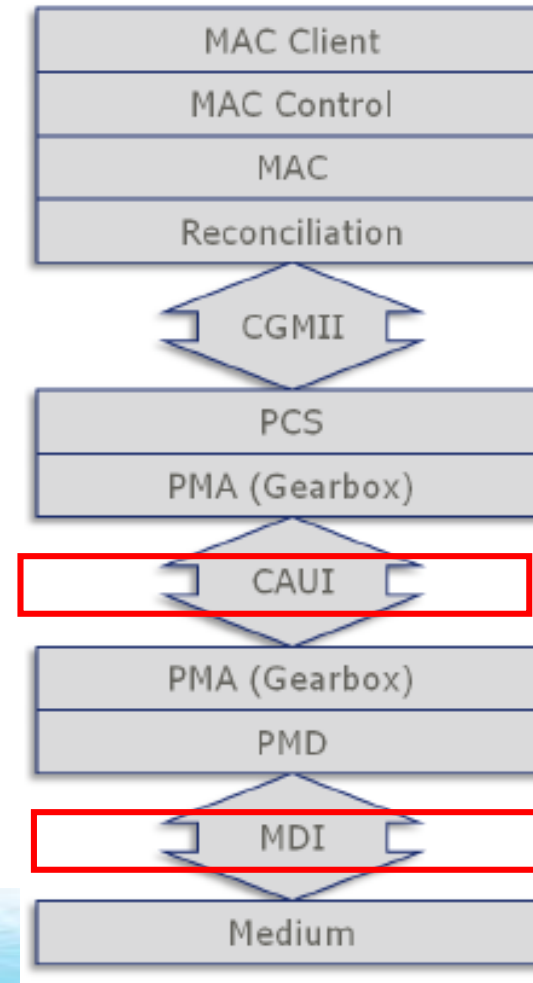 MAC Client
MAC Control
MAC
Reconciliation
CGMII
PCS
PMA (Gearbox)
CAUI
PMA (Gearbox)
PMD
MDI
Medium